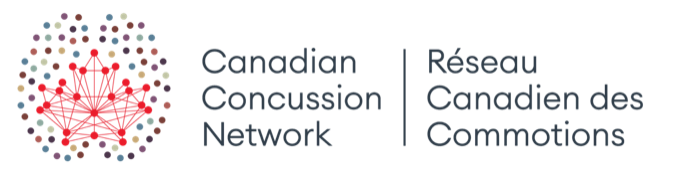 Canadian
Concussion
Network
Réseau
Canadien des
Commotions